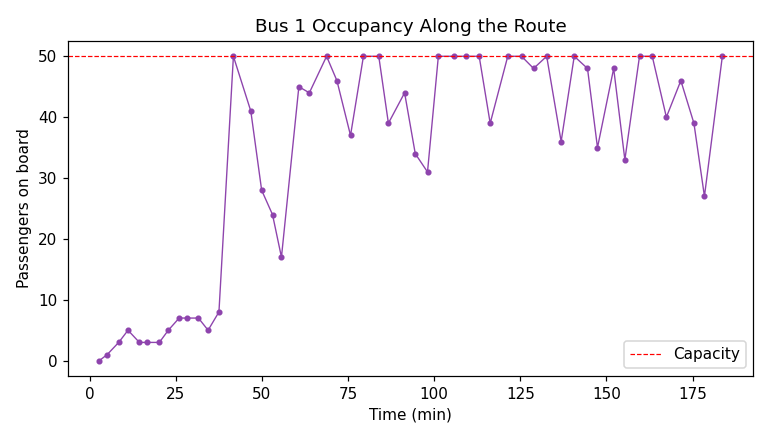 Bus 1 Occupancy Along the Route
Passengers on board
50
40
30
20
10
0
Capacity
0 25 50 75 100 125 150 175
Time (min)